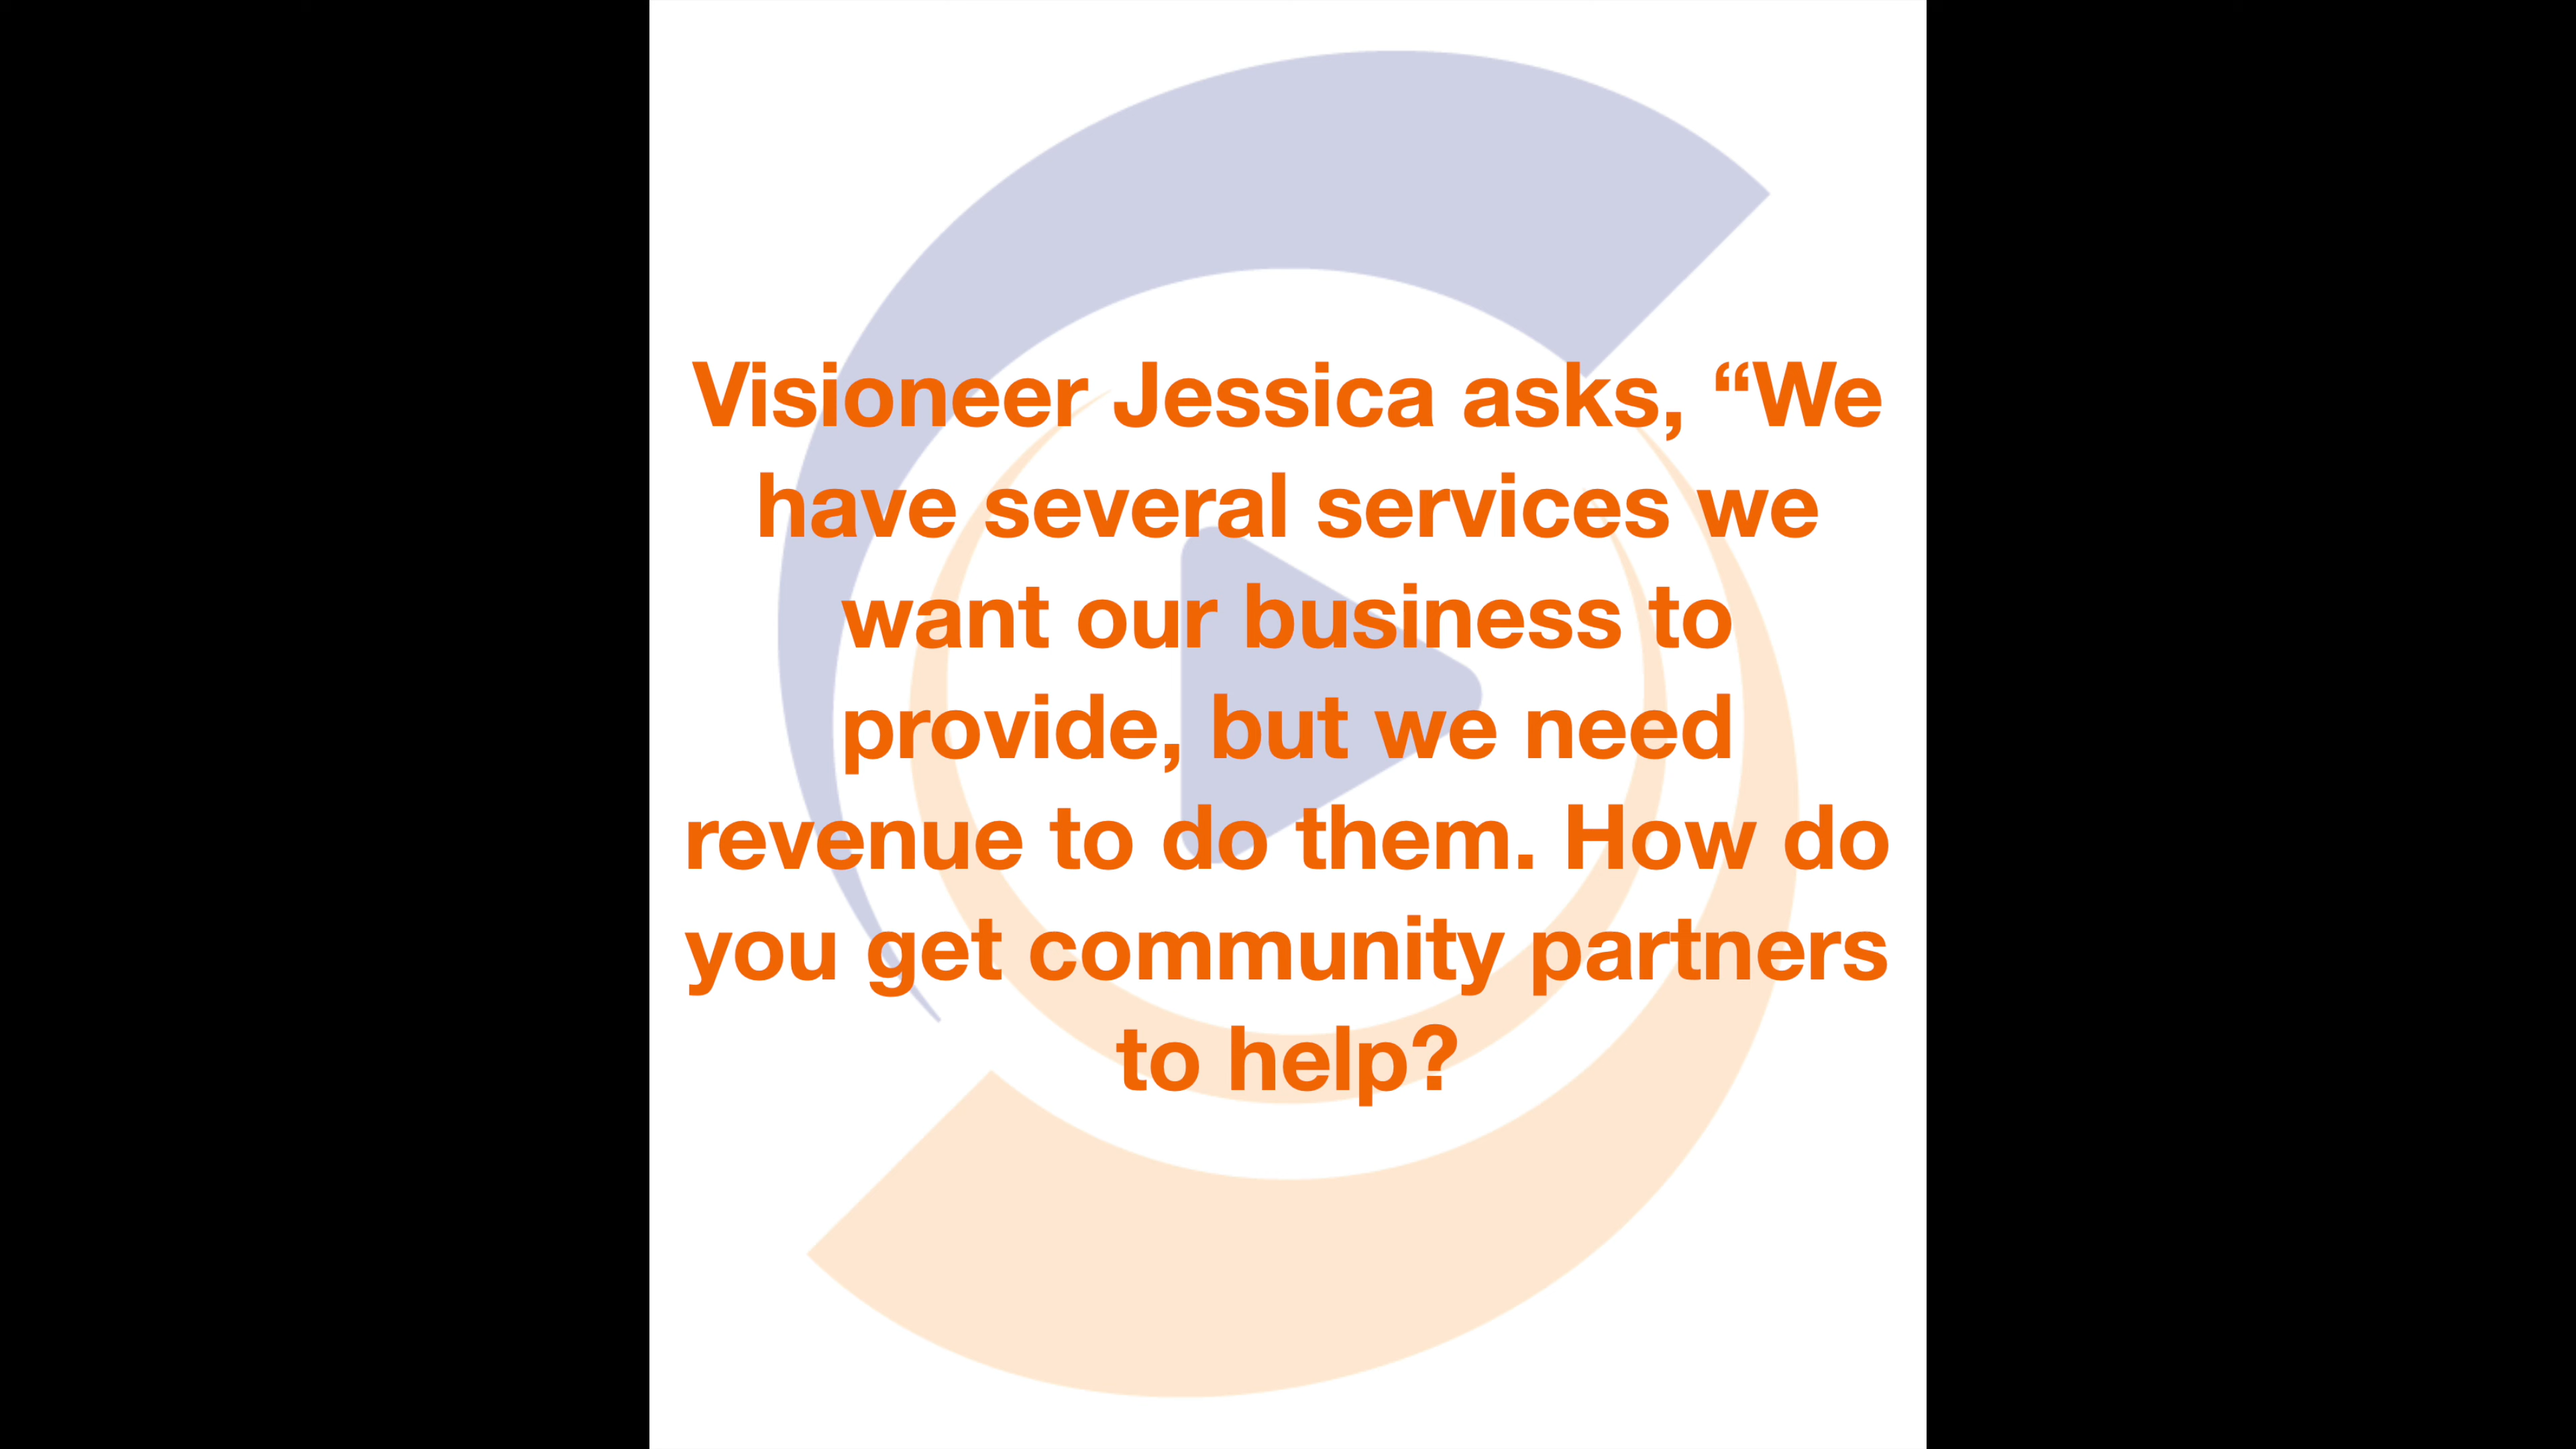 Visioneer Jessica asks, “We
have several services we
want our business to
provide, but we need
revenue to do them. How do
you get community partners
to help?